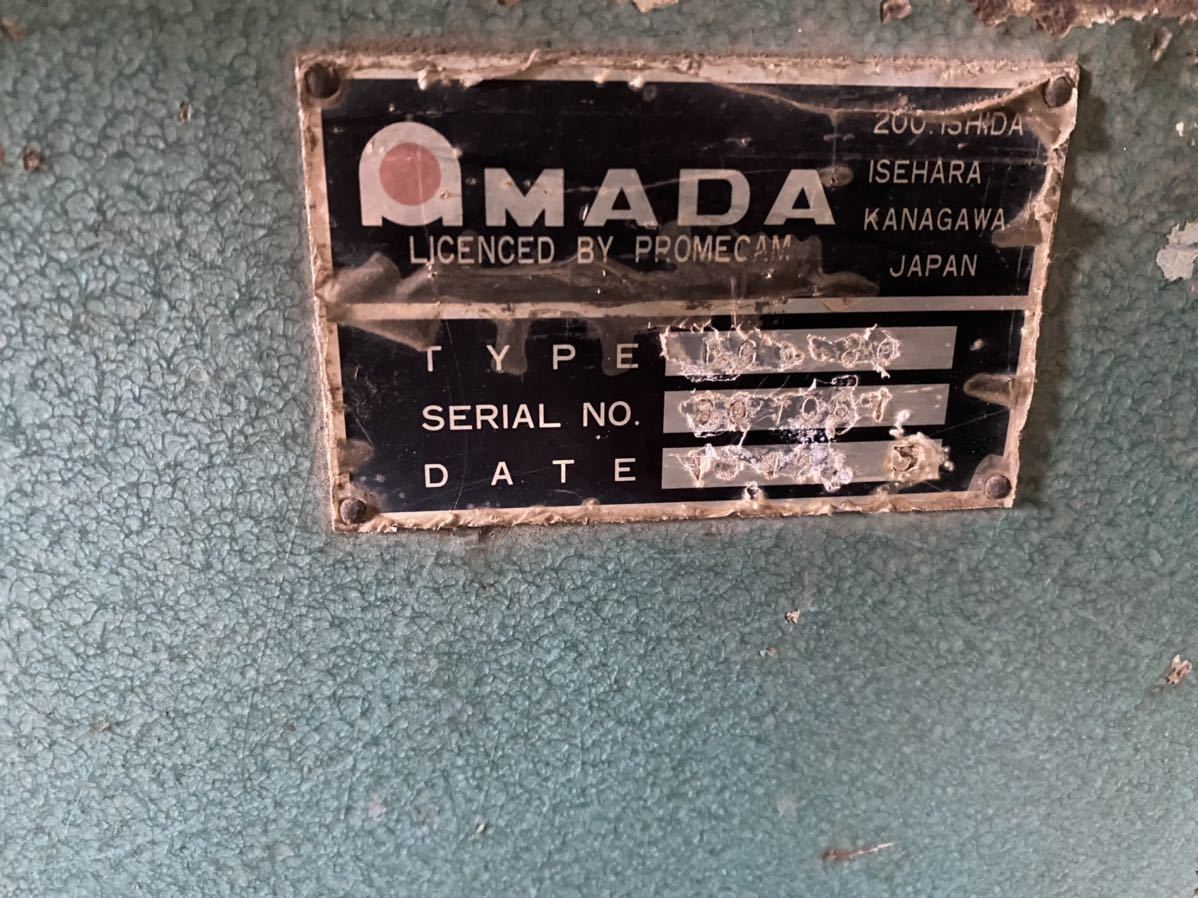 AMADA
LICENCED BY PROMECAM
200. ISHIDA
ISEHARA
KANAGAWA
JAPAN
TYPE
SERIAL NO.
DATE